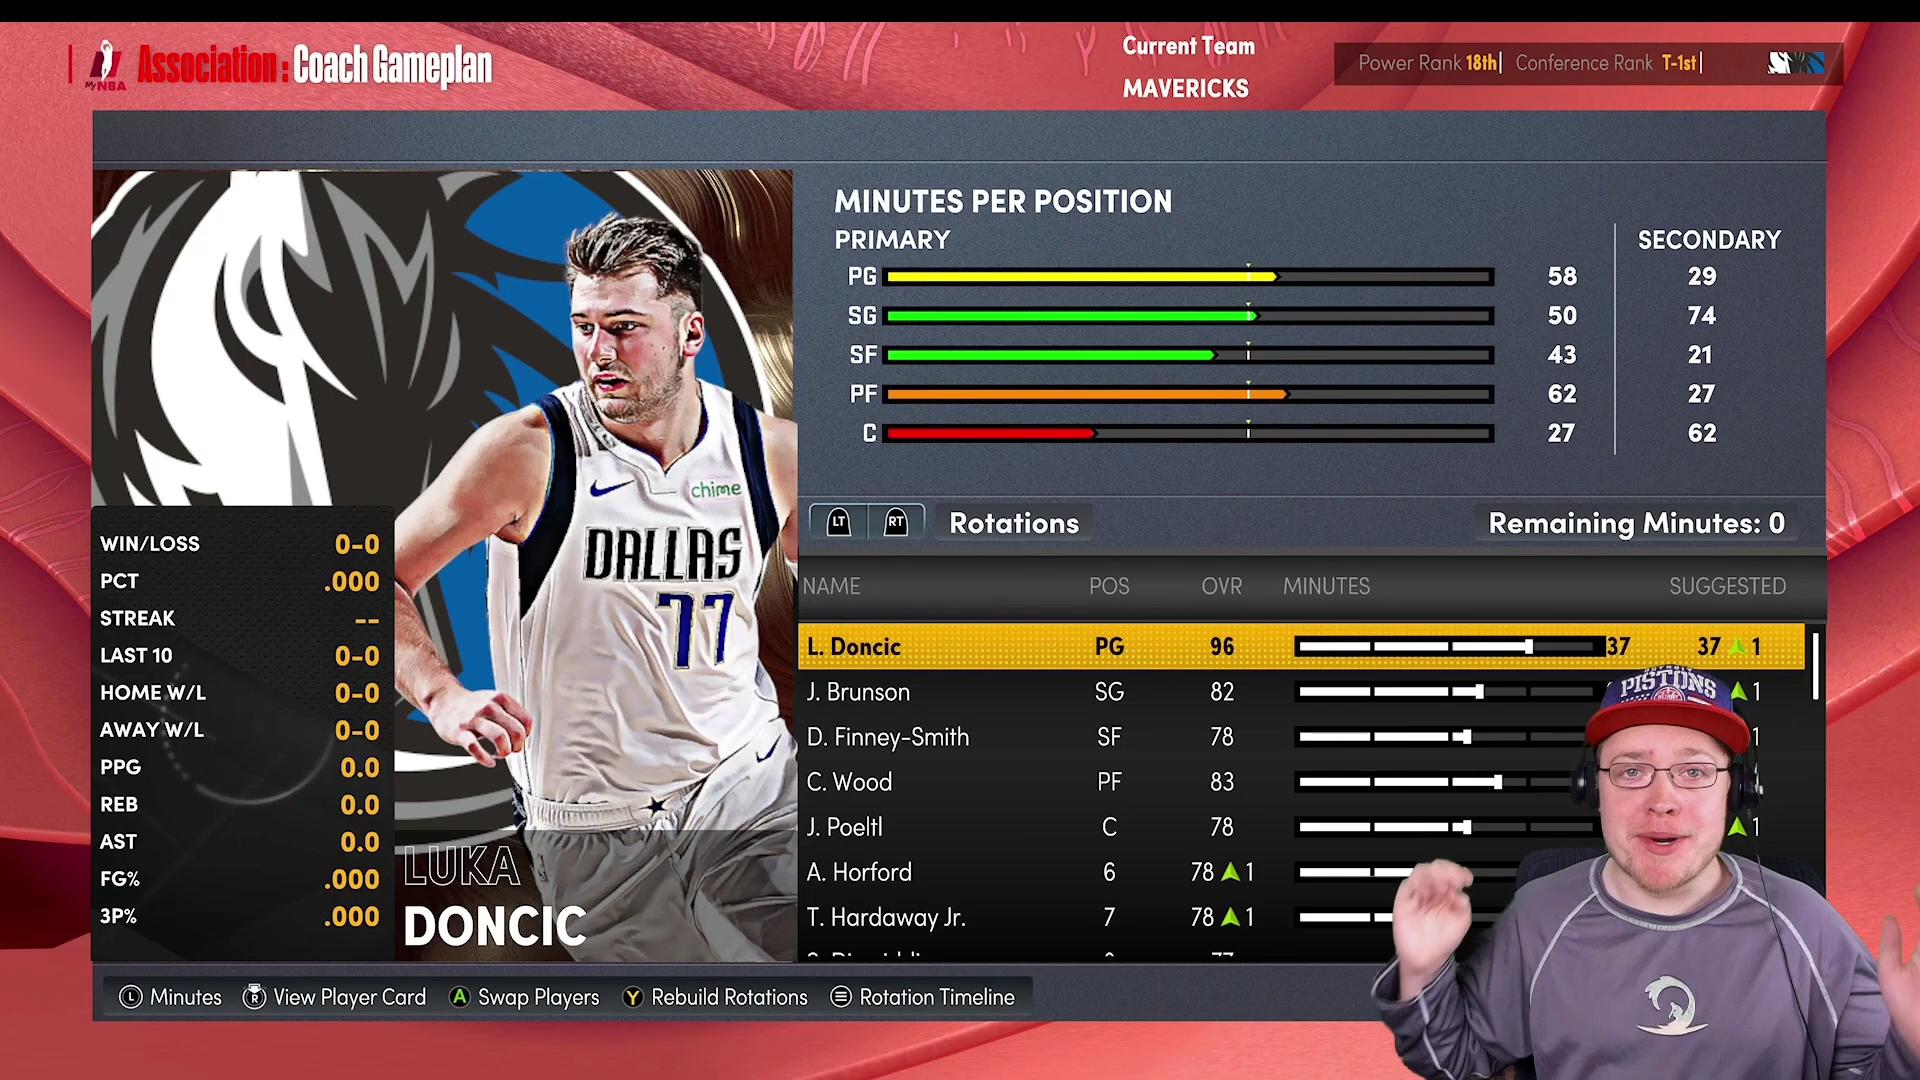 MyNBA
Association: Coach Gameplan
Current Team
MAVERICKS
Power Rank 18th| Conference Rank T-1st|
MINUTES PER POSITION
PRIMARY
SECONDARY
PG 58 29
SG 50 74
SF 43 21
PF 62 27
C 27 62
LT RT Rotations
Remaining Minutes: 0
NAME POS OVR MINUTES SUGGESTED
L. Doncic PG 96 37 37 1
J. Brunson SG 82 1
D. Finney-Smith SF 78 1
C. Wood PF 83
J. Poeltl C 78 1
A. Horford 6 78 1
T. Hardaway Jr. 7 78 1
chime
DALLAS
77
WIN/LOSS 0-0
PCT .000
STREAK --
LAST 10 0-0
HOME W/L 0-0
AWAY W/L 0-0
PPG 0.0
REB 0.0
AST 0.0
FG% .000
3P% .000
LUKA
DONCIC
DETROIT
PISTONS
L Minutes R View Player Card A Swap Players Y Rebuild Rotations Rotation Timeline